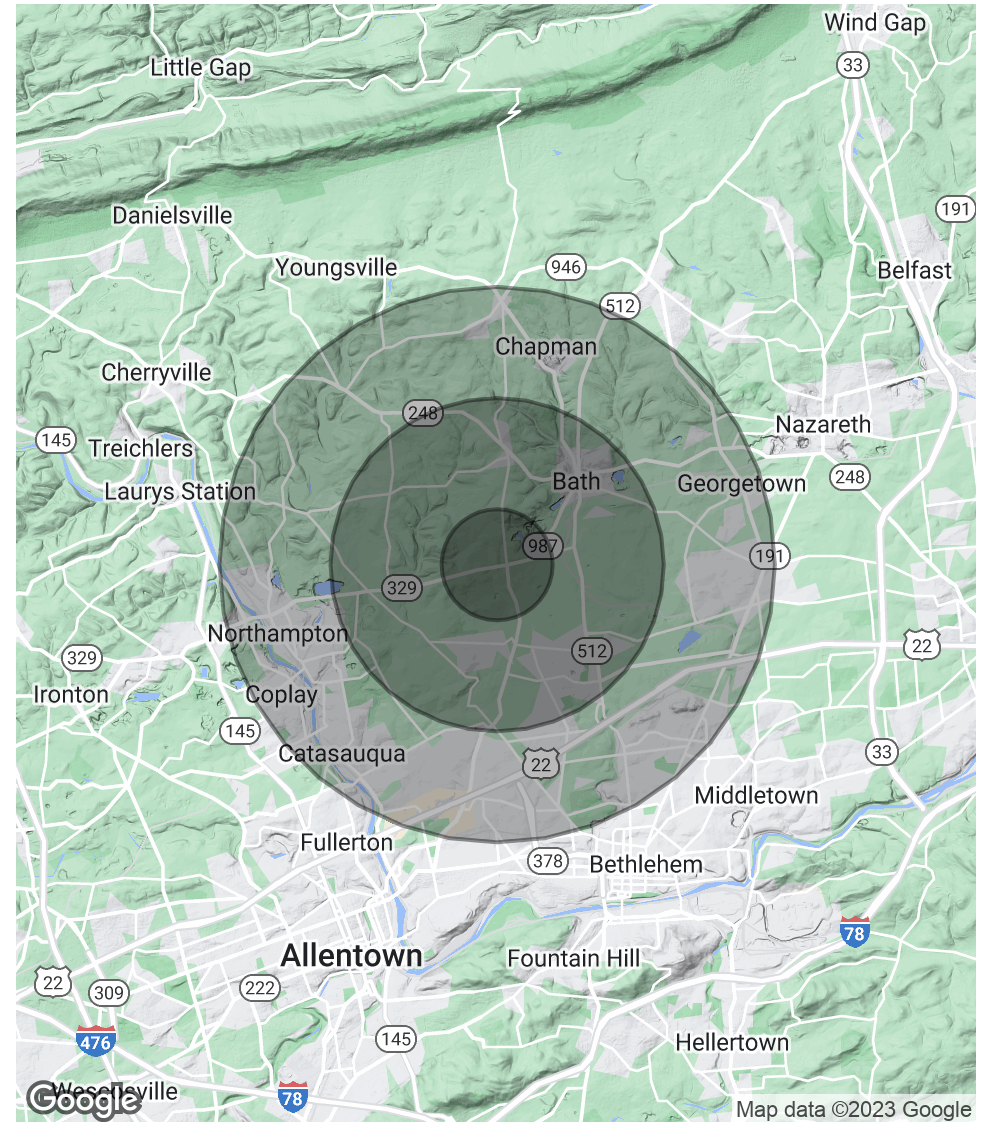 Wind Gap
33
Little Gap
191
Danielsville
Youngsville
946
Belfast
512
Chapman
Cherryville
248
145
Treichlers
Nazareth
Laurys Station
Bath
Georgetown
248
987
191
329
Northampton
512
22
329
Ironton
Coplay
145
Catasauqua
22
33
Middletown
Fullerton
378
Bethlehem
78
Allentown
Fountain Hill
22
309
222
476
145
Hellertown
78
Google
Map data ©2023 Google